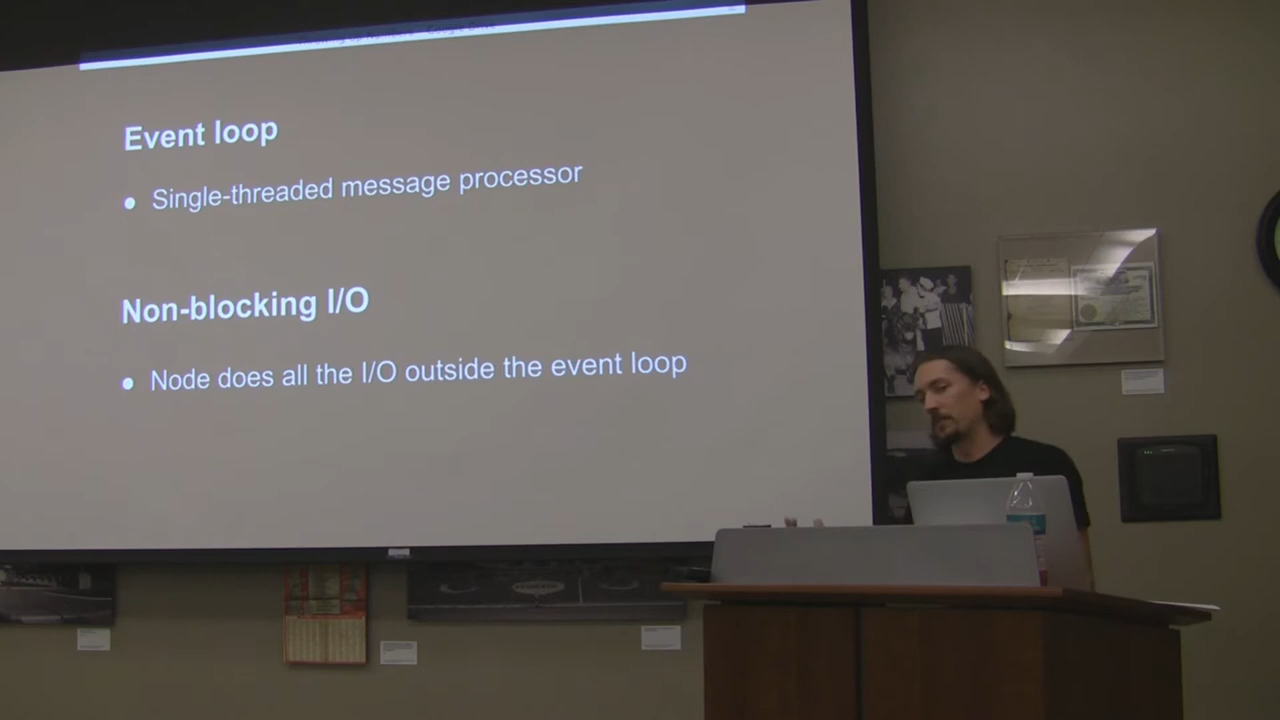 Event loop
● Single-threaded message processor
Non-blocking I/O
● Node does all the I/O outside the event loop